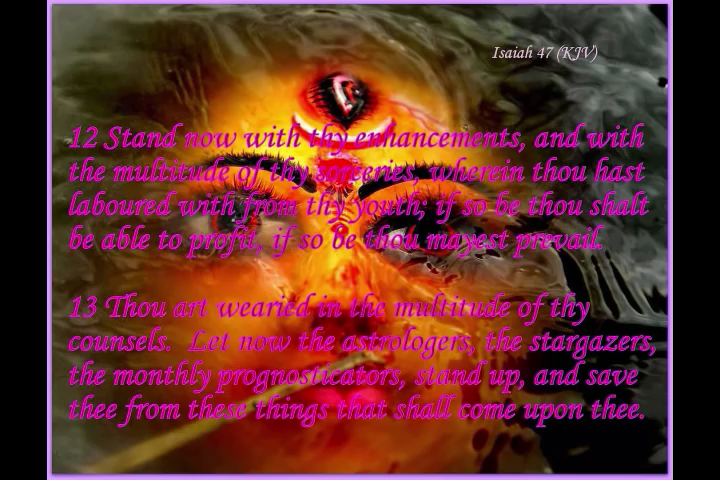 Isaiah 47 (KJV)
12 Stand now with thy enhancements, and with
the multitude of thy sorceries, wherein thou hast
laboured with from thy youth; if so be thou shalt
be able to profit, if so be thou mayest prevail.
13 Thou art wearied in the multitude of thy
counsels. Let now the astrologers, the stargazers,
the monthly prognosticators, stand up, and save
thee from these things that shall come upon thee.